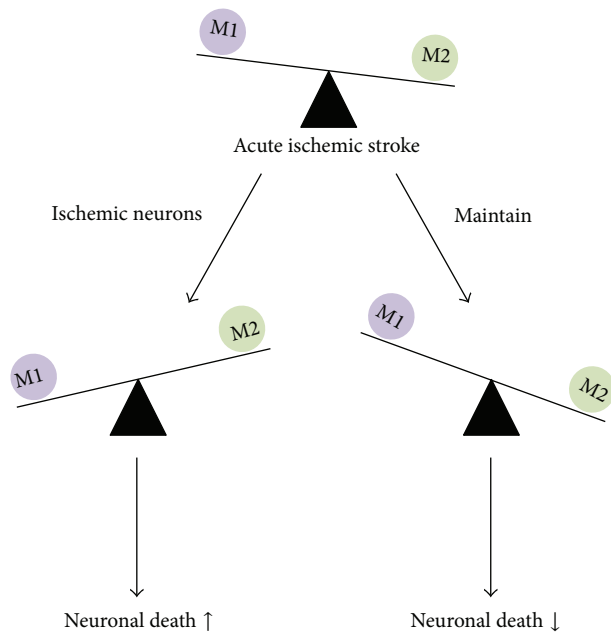 M1
M2
Acute ischemic stroke
Ischemic neurons
Maintain
M1
M2
M1
M2
Neuronal death ↑
Neuronal death ↓